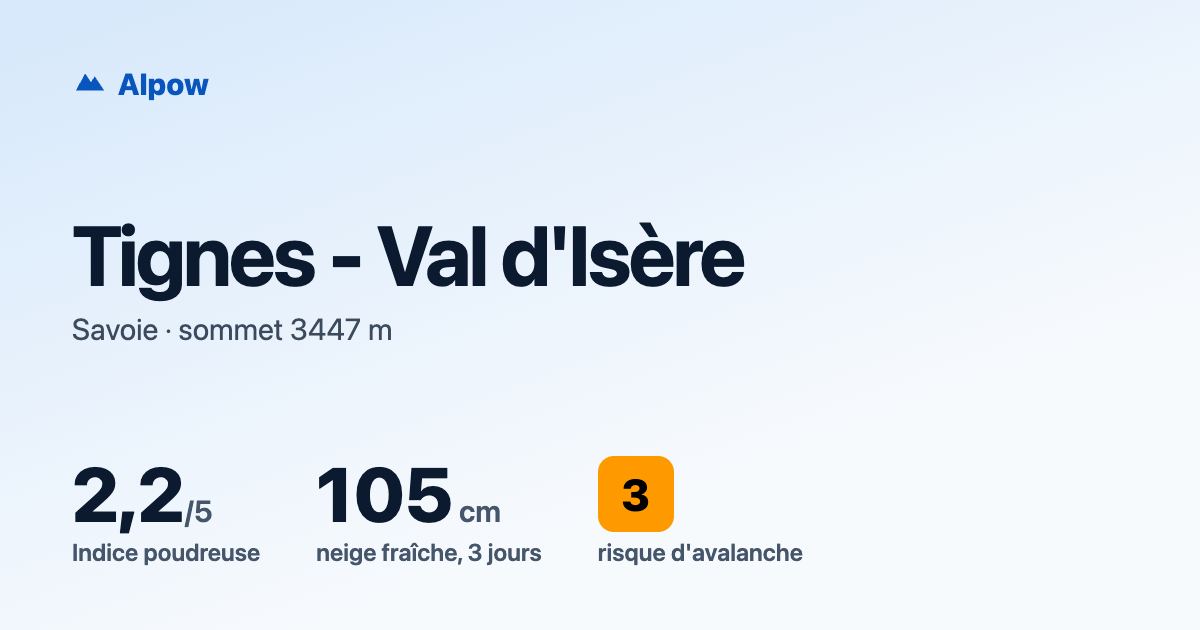 Alpow
Tignes - Val d'Isère
Savoie · sommet 3447 m
2,2/5 105 cm 3
Indice poudreuse neige fraîche, 3 jours risque d'avalanche